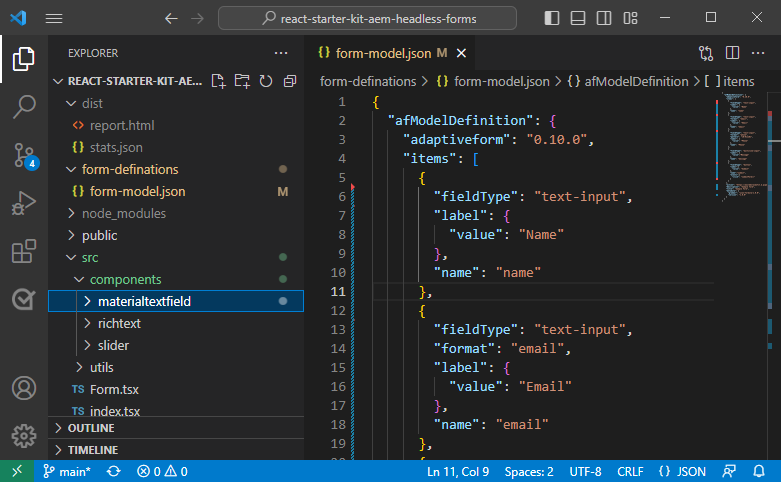 react-starter-kit-aem-headless-forms
EXPLORER
REACT-STARTER-KIT-AE...
dist
report.html
stats.json
form-definations
form-model.json M
node_modules
public
src
components
materialtextfield
richtext
slider
utils
TS Form.tsx
TS index.tsx
OUTLINE
TIMELINE
4
{} form-model.json M
form-definations > {} form-model.json > {} afModelDefinition > [ ] items
1 {
2 "afModelDefinition": {
3 "adaptiveform": "0.10.0",
4 "items": [
5 {
6 "fieldType": "text-input",
7 "label": {
8 "value": "Name"
9 },
10 "name": "name"
11 },
12 {
13 "fieldType": "text-input",
14 "format": "email",
15 "label": {
16 "value": "Email"
17 },
18 "name": "email"
19 },
main* 0 0 Ln 11, Col 9 Spaces: 2 UTF-8 CRLF {} JSON